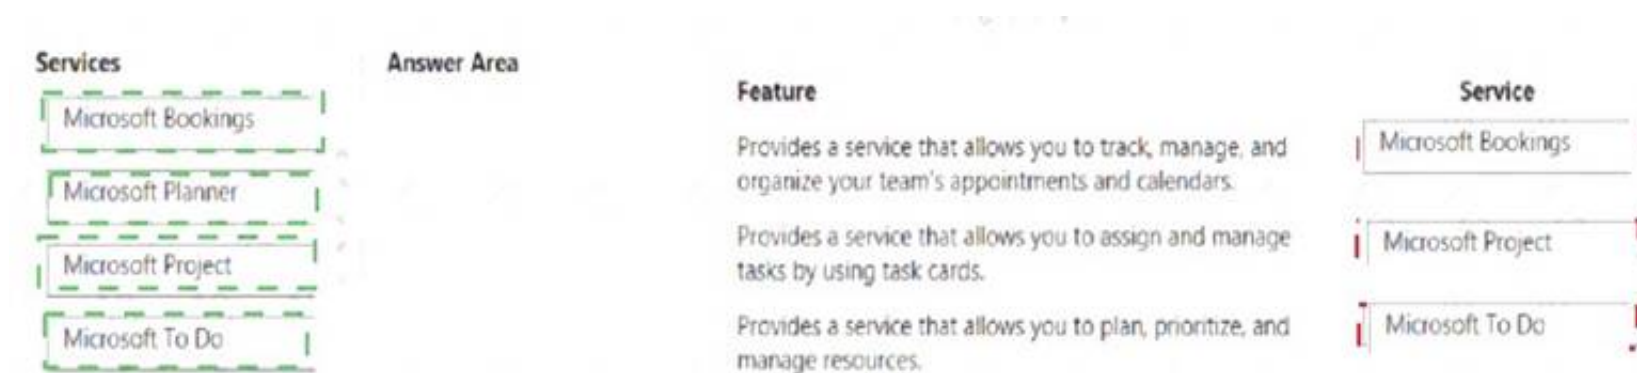 Services
Answer Area
Microsoft Bookings
Microsoft Planner
Microsoft Project
Microsoft To Do
Feature
Service
Provides a service that allows you to track, manage, and
organize your team's appointments and calendars.
Microsoft Bookings
Provides a service that allows you to assign and manage
tasks by using task cards.
Microsoft Project
Provides a service that allows you to plan, prioritize, and
manage resources.
Microsoft To Do